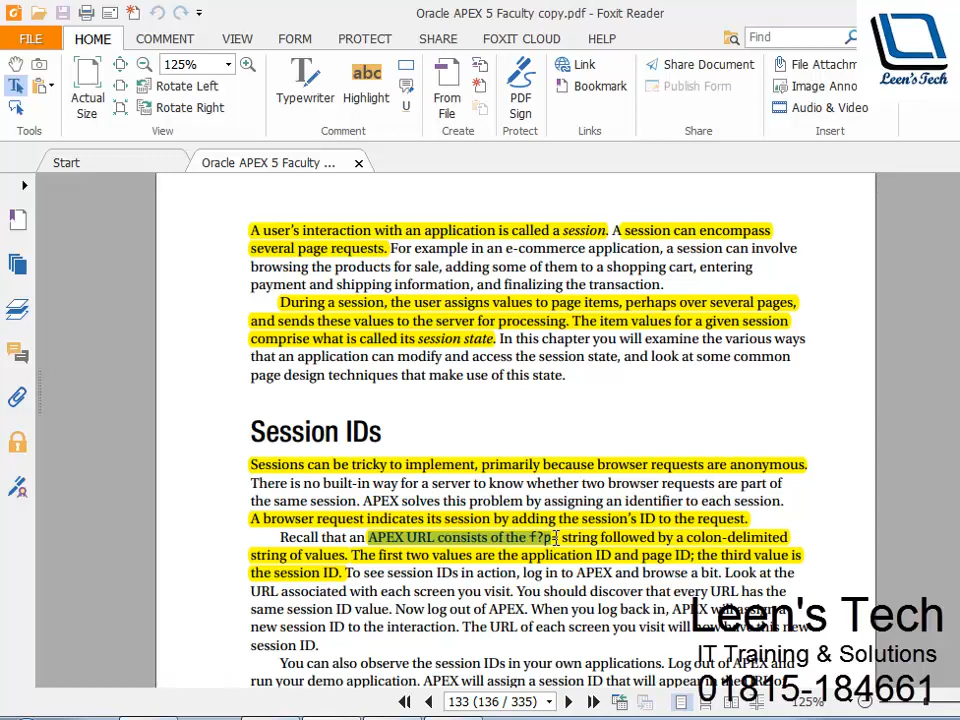 Oracle APEX 5 Faculty copy.pdf - Foxit Reader
FILE HOME COMMENT VIEW FORM PROTECT SHARE FOXIT CLOUD HELP Find
Leen'sTech
Actual Size
125%
Rotate Left
Rotate Right
Typewriter
abc
Highlight
U
From File
PDF Sign
Link
Bookmark
Share Document
Publish Form
File Attachm
Image Anno
Audio & Video
Tools View Comment Create Protect Links Share Insert
Start Oracle APEX 5 Faculty ...
A user's interaction with an application is called a session. A session can encompass
several page requests. For example in an e-commerce application, a session can involve
browsing the products for sale, adding some of them to a shopping cart, entering
payment and shipping information, and finalizing the transaction.
During a session, the user assigns values to page items, perhaps over several pages,
and sends these values to the server for processing. The item values for a given session
comprise what is called its session state. In this chapter you will examine the various ways
that an application can modify and access the session state, and look at some common
page design techniques that make use of this state.
Session IDs
Sessions can be tricky to implement, primarily because browser requests are anonymous.
There is no built-in way for a server to know whether two browser requests are part of
the same session. APEX solves this problem by assigning an identifier to each session.
A browser request indicates its session by adding the session's ID to the request.
Recall that an APEX URL consists of the f?p= string followed by a colon-delimited
string of values. The first two values are the application ID and page ID; the third value is
the session ID. To see session IDs in action, log in to APEX and browse a bit. Look at the
URL associated with each screen you visit. You should discover that every URL has the
same session ID value. Now log out of APEX. When you log back in, APEX will assign a
new session ID to the interaction. The URL of each screen you visit will now have this new
session ID.
You can also observe the session IDs in your own applications. Log out of APEX and
run your demo application. APEX will assign a session ID that will appear in the URL of
Leen's Tech
IT Training & Solutions
01815-184661
133 (136 / 335)
125%